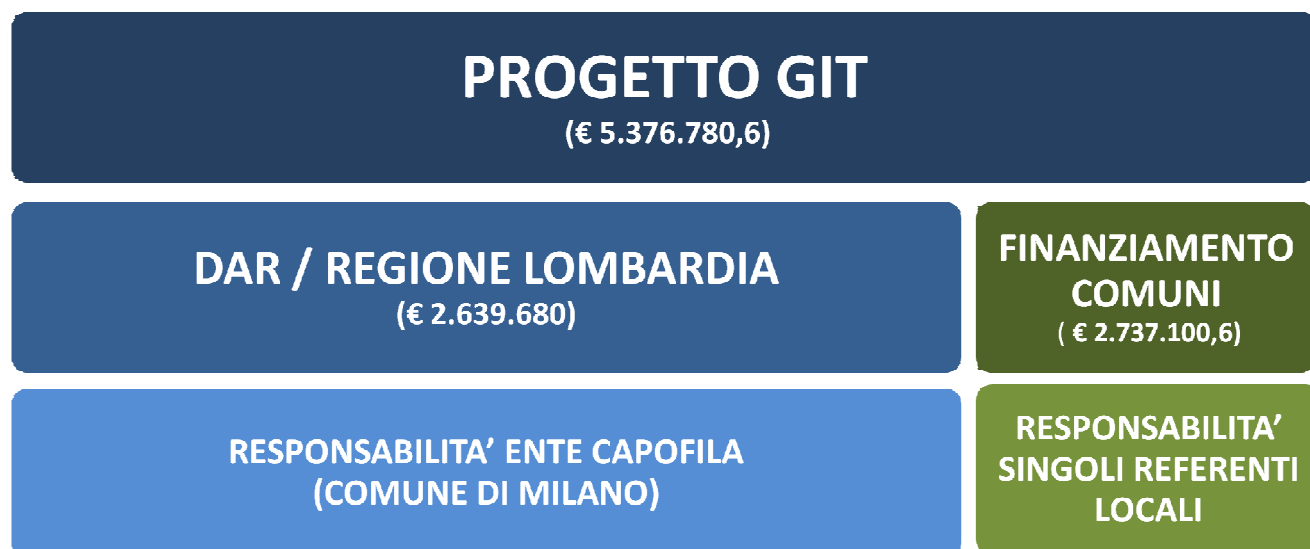 PROGETTO GIT
(€ 5.376.780,6)
DAR / REGIONE LOMBARDIA
(€ 2.639.680)
FINANZIAMENTO
COMUNI
( € 2.737.100,6)
RESPONSABILITA’ ENTE CAPOFILA
(COMUNE DI MILANO)
RESPONSABILITA’
SINGOLI REFERENTI
LOCALI